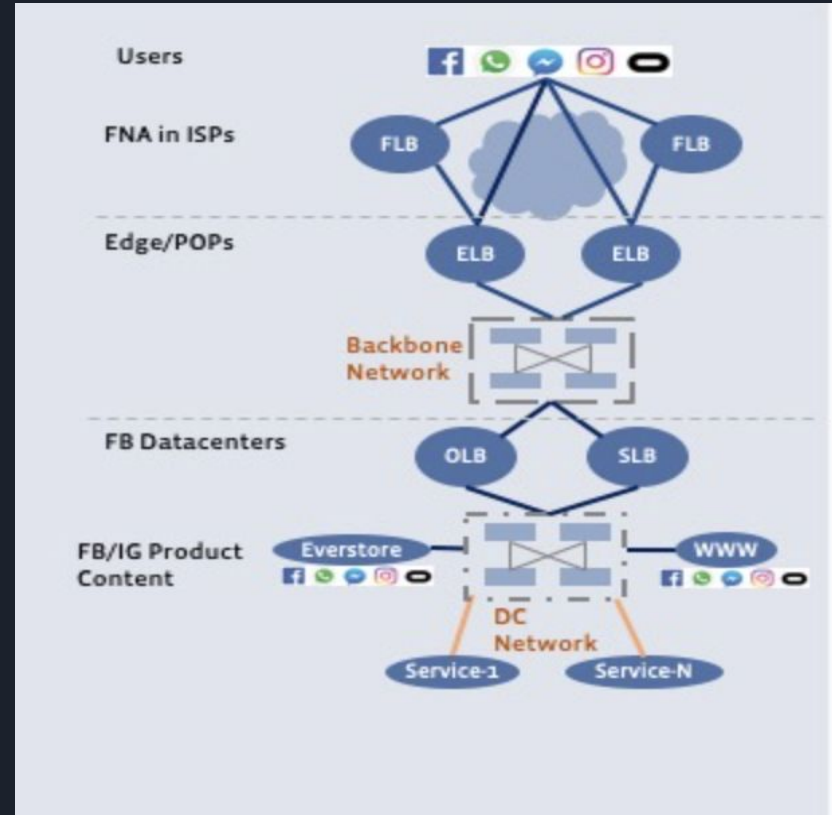 Users
FNA in ISPs
FLB
FLB
Edge/POPs
ELB
ELB
Backbone
Network
FB Datacenters
OLB
SLB
FB/IG Product
Content
Everstore
WWW
DC
Network
Service-1
Service-N